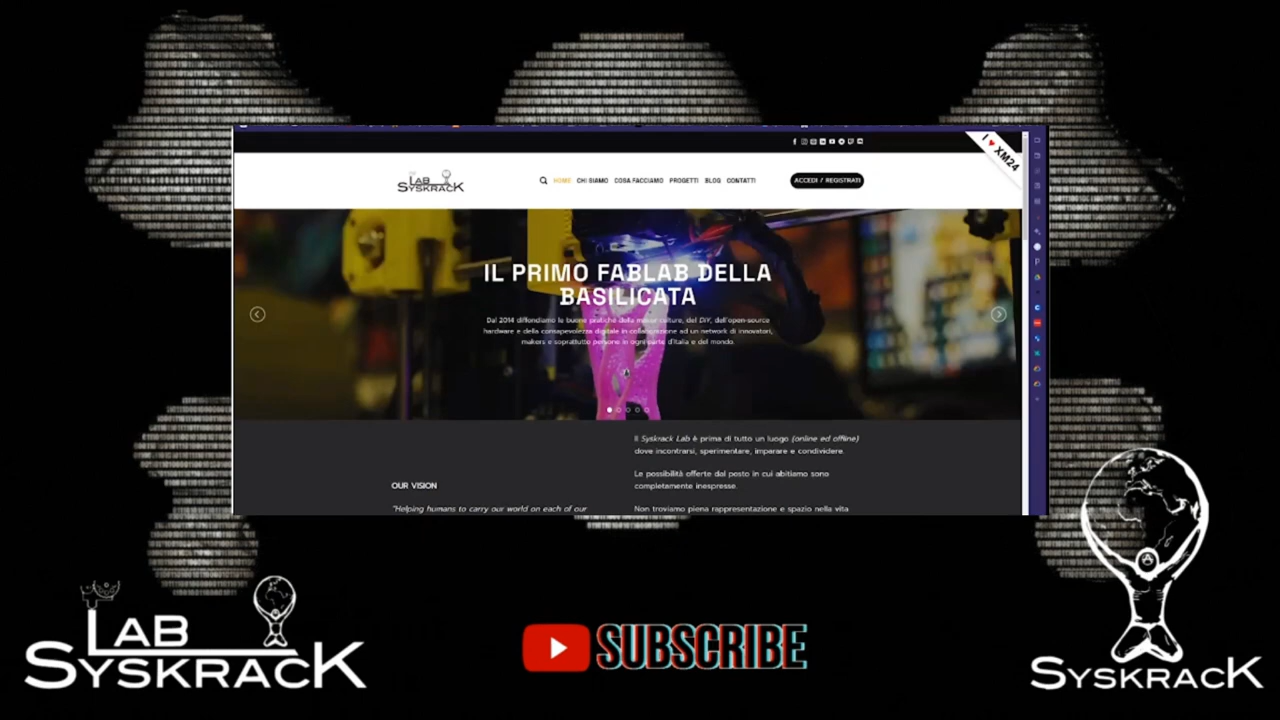 I ♥ XM24
LAB
SYSKRACK
HOME CHI SIAMO COSA FACCIAMO PROGETTI BLOG CONTATTI
ACCEDI / REGISTRATI
IL PRIMO FABLAB DELLA
BASILICATA
Dal 2014 diffondiamo le buone pratiche della maker culture, del DiY, dell'open-source
hardware e della consapevolezza digitale in collaborazione ad un network di innovatori,
makers e soprattutto persone in ogni parte d'Italia e del mondo.
Il Syskrack Lab è prima di tutto un luogo (online ed offline)
dove incontrarsi, sperimentare, imparare e condividere.
Le possibilità offerte dal posto in cui abitiamo sono
completamente inespresse.
OUR VISION
"Helping humans to carry our world on each of our
Non troviamo piena rappresentazione e spazio nella vita
LAB
SYSKRACK
SUBSCRIBE
SYSKRACK